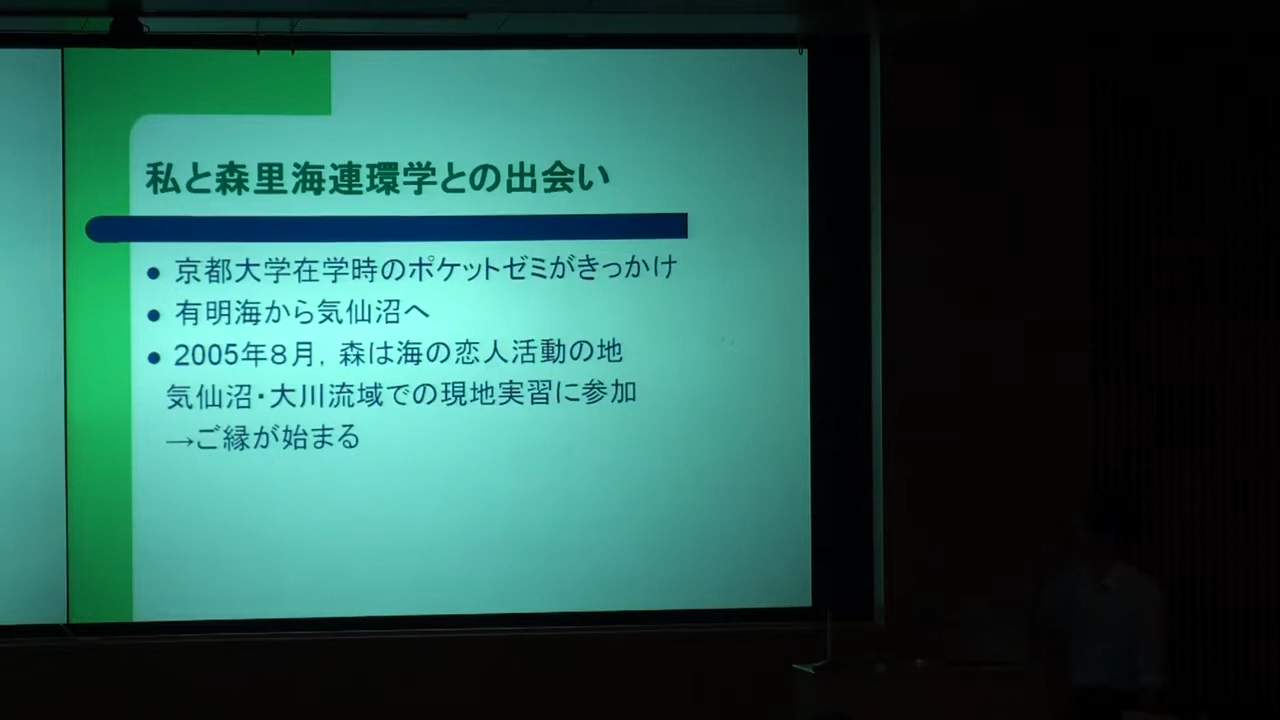 私と森里海連環学との出会い
● 京都大学在学時のポケットゼミがきっかけ
● 有明海から気仙沼へ
● 2005年８月，森は海の恋人活動の地
気仙沼・大川流域での現地実習に参加
→ご縁が始まる